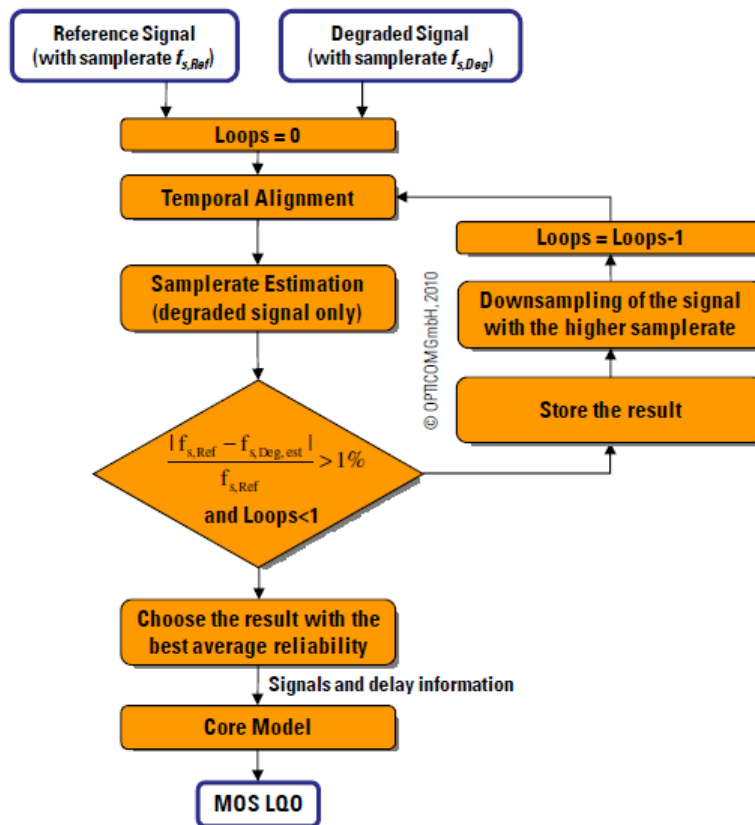 Reference Signal
(with samplerate fs,Ref)
Degraded Signal
(with samplerate fs,Deg)
Loops = 0
Temporal Alignment
Loops = Loops-1
Samplerate Estimation
(degraded signal only)
Downsampling of the signal
with the higher samplerate
© OPTICOMGmbH, 2010
Store the result
| fs,Ref − fs,Deg,est |
fs,Ref
> 1%
and Loops<1
Choose the result with the
best average reliability
Signals and delay information
Core Model
MOS LQO